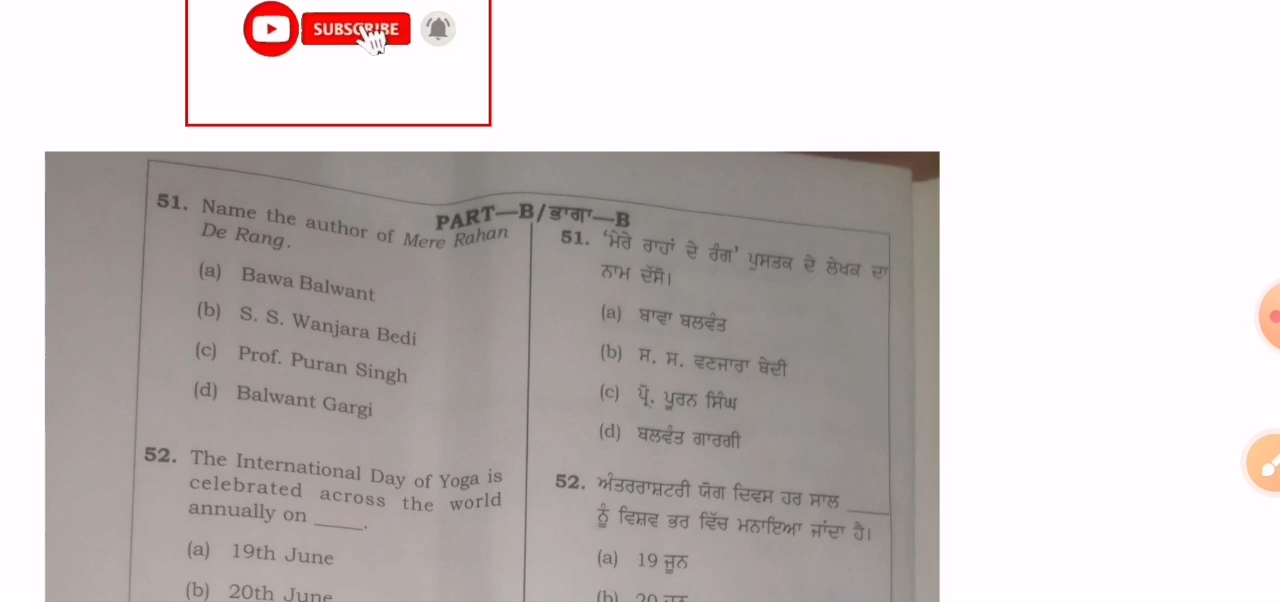 SUBSCRIBE
PART—B/ਭਾਗਾ—B
51. Name the author of Mere Rahan
De Rang.
(a) Bawa Balwant
(b) S. S. Wanjara Bedi
(c) Prof. Puran Singh
(d) Balwant Gargi
52. The International Day of Yoga is
celebrated across the world
annually on _____.
(a) 19th June
(b) 20th June
51. ‘ਮੇਰੇ ਰਾਹਾਂ ਦੇ ਰੰਗ’ ਪੁਸਤਕ ਦੇ ਲੇਖਕ ਦਾ
ਨਾਮ ਦੱਸੋ।
(a) ਬਾਵਾ ਬਲਵੰਤ
(b) ਸ. ਸ. ਵਣਜਾਰਾ ਬੇਦੀ
(c) ਪ੍ਰੋ. ਪੂਰਨ ਸਿੰਘ
(d) ਬਲਵੰਤ ਗਾਰਗੀ
52. ਅੰਤਰਰਾਸ਼ਟਰੀ ਯੋਗ ਦਿਵਸ ਹਰ ਸਾਲ _____
ਨੂੰ ਵਿਸ਼ਵ ਭਰ ਵਿੱਚ ਮਨਾਇਆ ਜਾਂਦਾ ਹੈ।
(a) 19 ਜੂਨ
(b) 20 ਜੂਨ